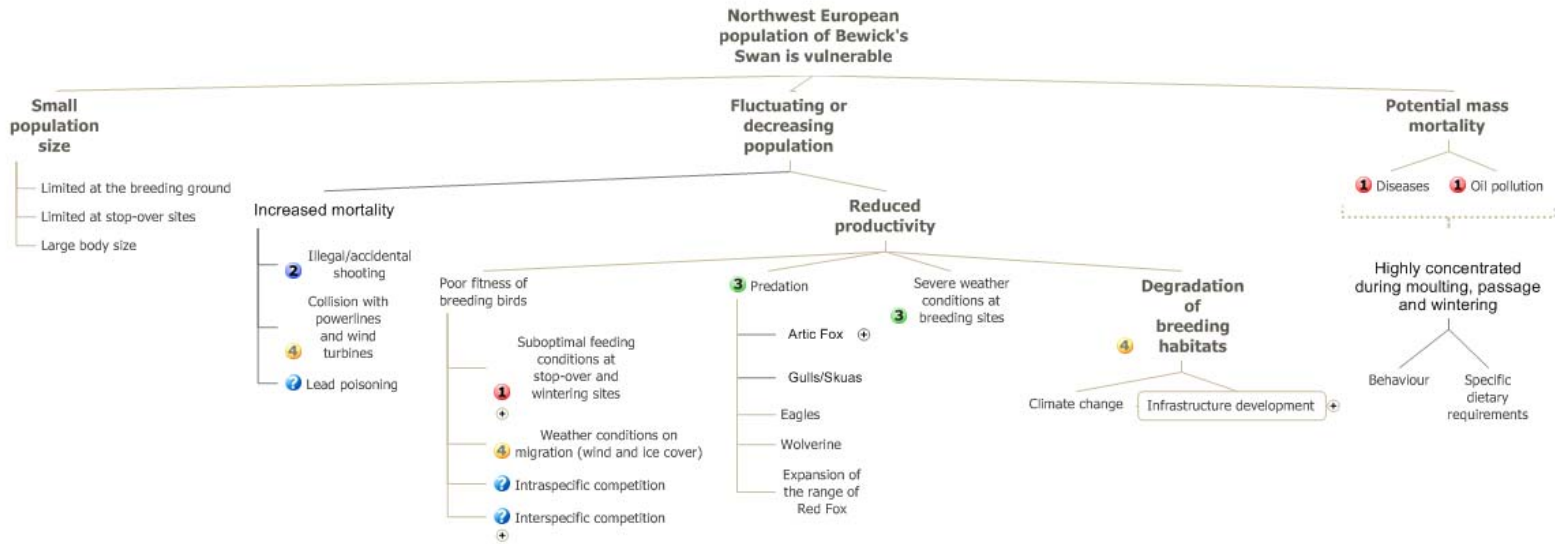 Northwest European
population of Bewick's
Swan is vulnerable
Small
population
size
Limited at the breeding ground
Limited at stop-over sites
Large body size
Fluctuating or
decreasing
population
Increased mortality
2 Illegal/accidental
shooting
Collision with
powerlines
and wind
4 turbines
? Lead poisoning
Reduced
productivity
Poor fitness of
breeding birds
Suboptimal feeding
conditions at
stop-over and
1 wintering sites
+
Weather conditions on
4 migration (wind and ice cover)
? Intraspecific competition
? Interspecific competition
+
3 Predation
Artic Fox +
Gulls/Skuas
Eagles
Wolverine
Expansion of
the range of
Red Fox
Severe weather
conditions at
3 breeding sites
Degradation
of
breeding
4 habitats
Climate change
Infrastructure development +
Potential mass
mortality
1 Diseases
1 Oil pollution
Highly concentrated
during moulting, passage
and wintering
Behaviour
Specific
dietary
requirements